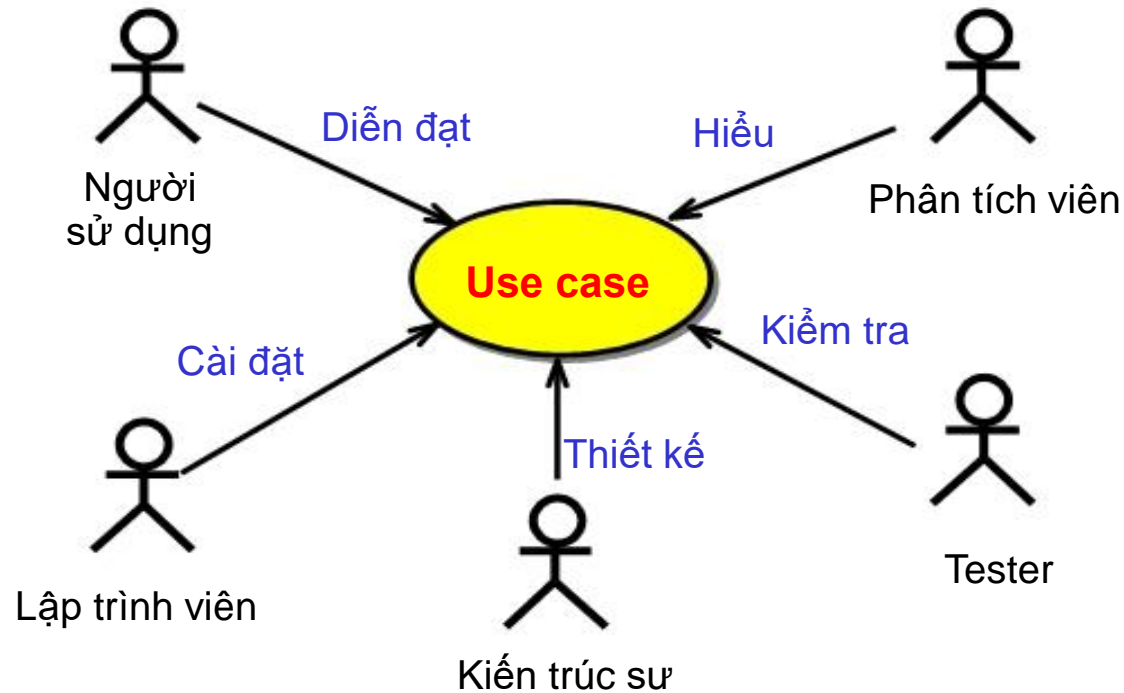 Diễn đạt
Hiểu
Người
sử dụng
Phân tích viên
Use case
Kiểm tra
Cài đặt
Thiết kế
Tester
Lập trình viên
Kiến trúc sư